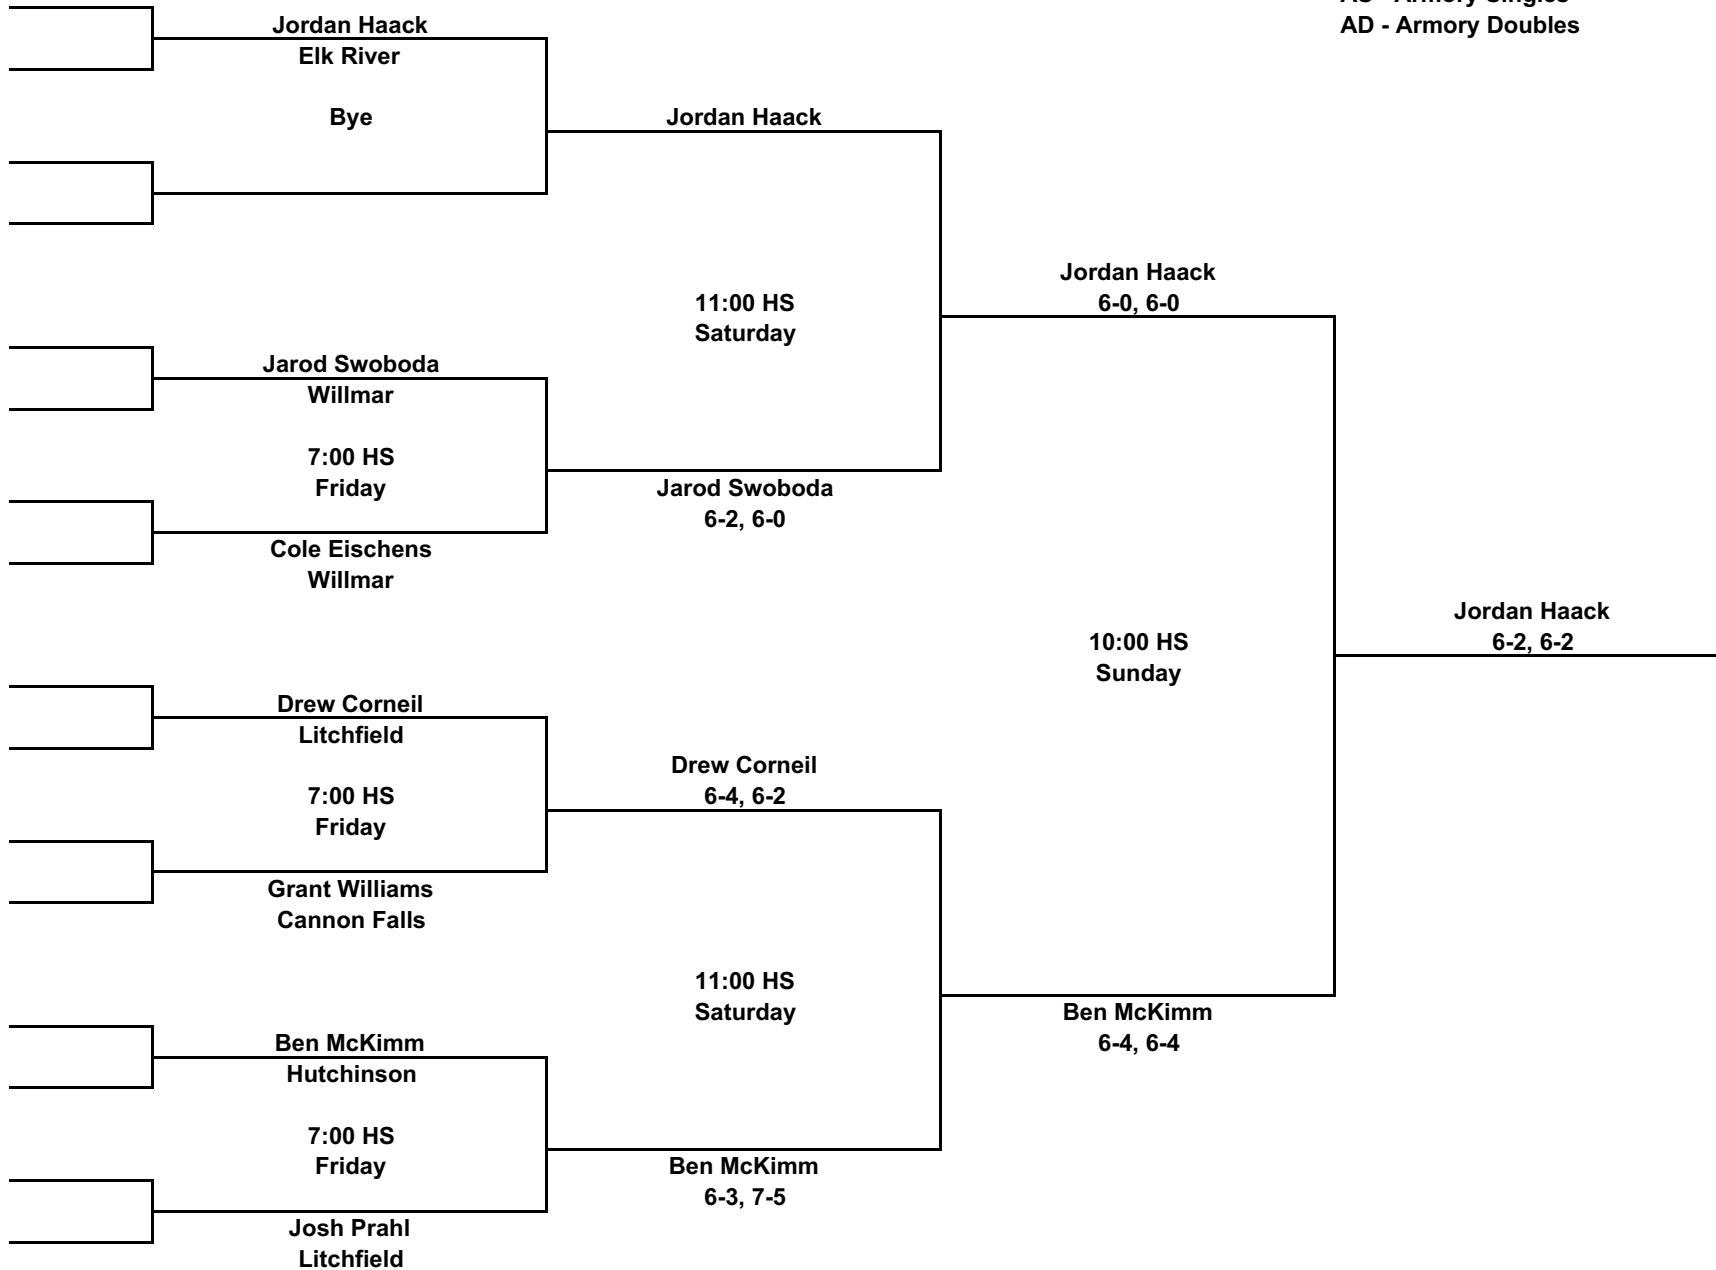 AD - Armory Doubles
Jordan Haack
Elk River
Bye
Jordan Haack
Jordan Haack
6-0, 6-0
11:00 HS
Saturday
Jarod Swoboda
Willmar
7:00 HS
Friday
Jarod Swoboda
6-2, 6-0
Cole Eischens
Willmar
Jordan Haack
6-2, 6-2
10:00 HS
Sunday
Drew Corneil
Litchfield
Drew Corneil
6-4, 6-2
7:00 HS
Friday
Grant Williams
Cannon Falls
11:00 HS
Saturday
Ben McKimm
6-4, 6-4
Ben McKimm
Hutchinson
7:00 HS
Friday
Ben McKimm
6-3, 7-5
Josh Prahl
Litchfield